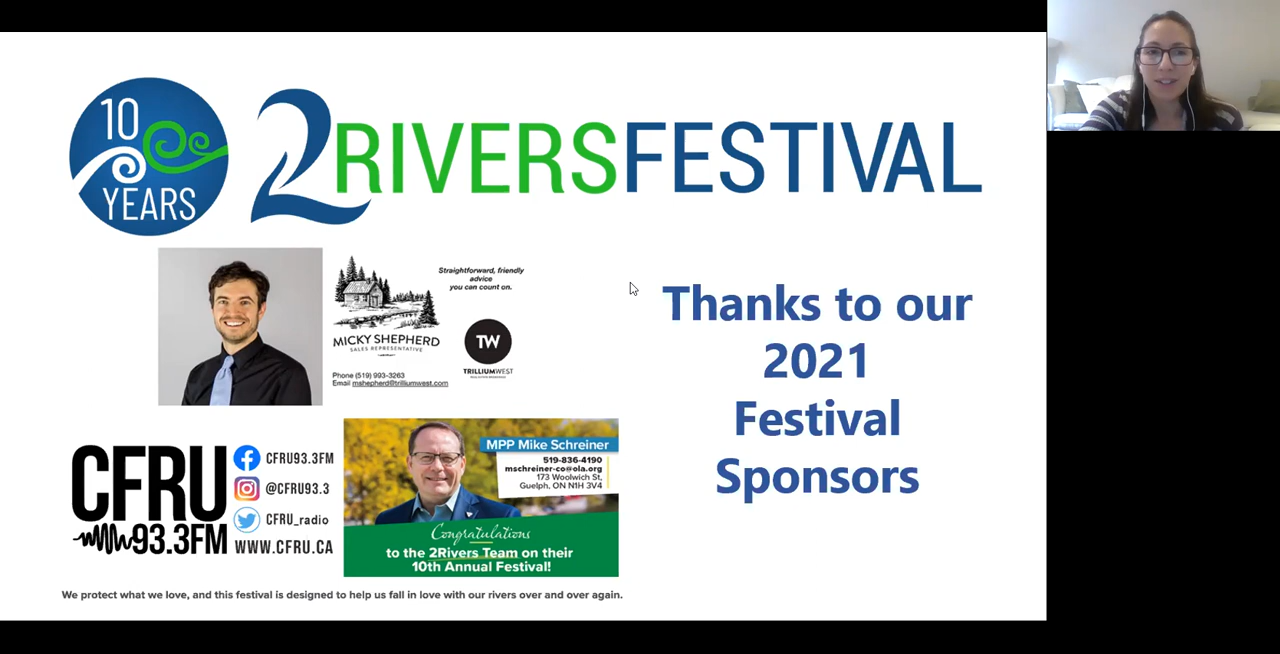 10
YEARS
2RIVERSFESTIVAL
Straightforward, friendly
advice
you can count on.
MICKY SHEPHERD
SALES REPRESENTATIVE
TW
TRILLIUMWEST
Phone (519) 993-3263
Email mshepherd@trilliumwest.com
Thanks to our
2021
Festival
Sponsors
CFRU
93.3FM
CFRU93.3FM
@CFRU93.3
CFRU_radio
WWW.CFRU.CA
MPP Mike Schreiner
519-836-4190
mschreiner-co@ola.org
173 Woolwich St,
Guelph, ON N1H 3V4
Congratulations
to the 2Rivers Team on their
10th Annual Festival!
We protect what we love, and this festival is designed to help us fall in love with our rivers over and over again.